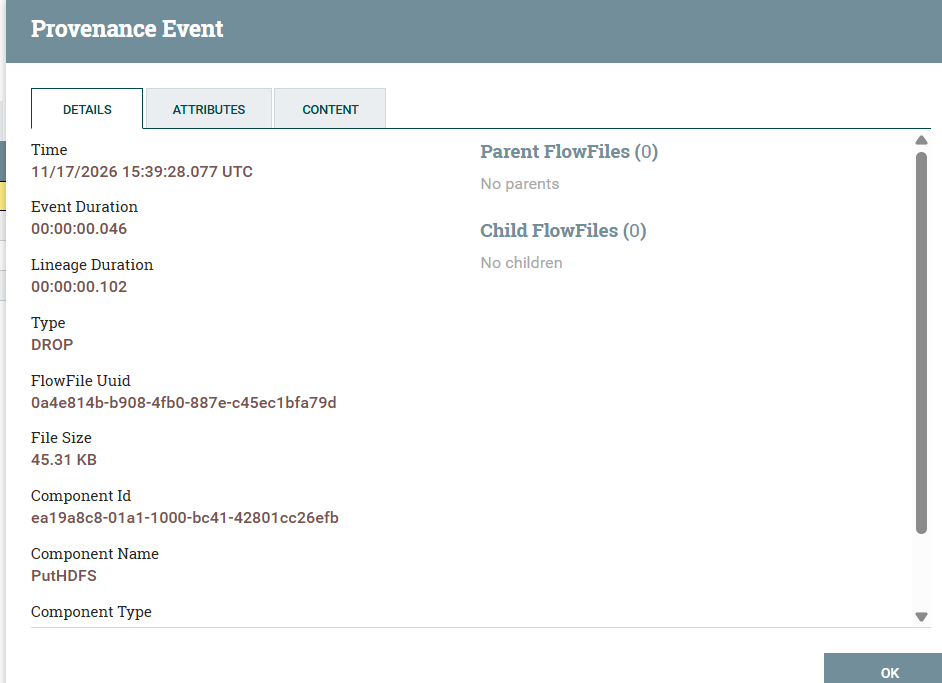 Provenance Event
DETAILS
ATTRIBUTES
CONTENT
Time
11/17/2026 15:39:28.077 UTC
Event Duration
00:00:00.046
Lineage Duration
00:00:00.102
Type
DROP
FlowFile Uuid
0a4e814b-b908-4fb0-887e-c45ec1bfa79d
File Size
45.31 KB
Component Id
ea19a8c8-01a1-1000-bc41-42801cc26efb
Component Name
PutHDFS
Component Type
Parent FlowFiles (0)
No parents
Child FlowFiles (0)
No children
OK